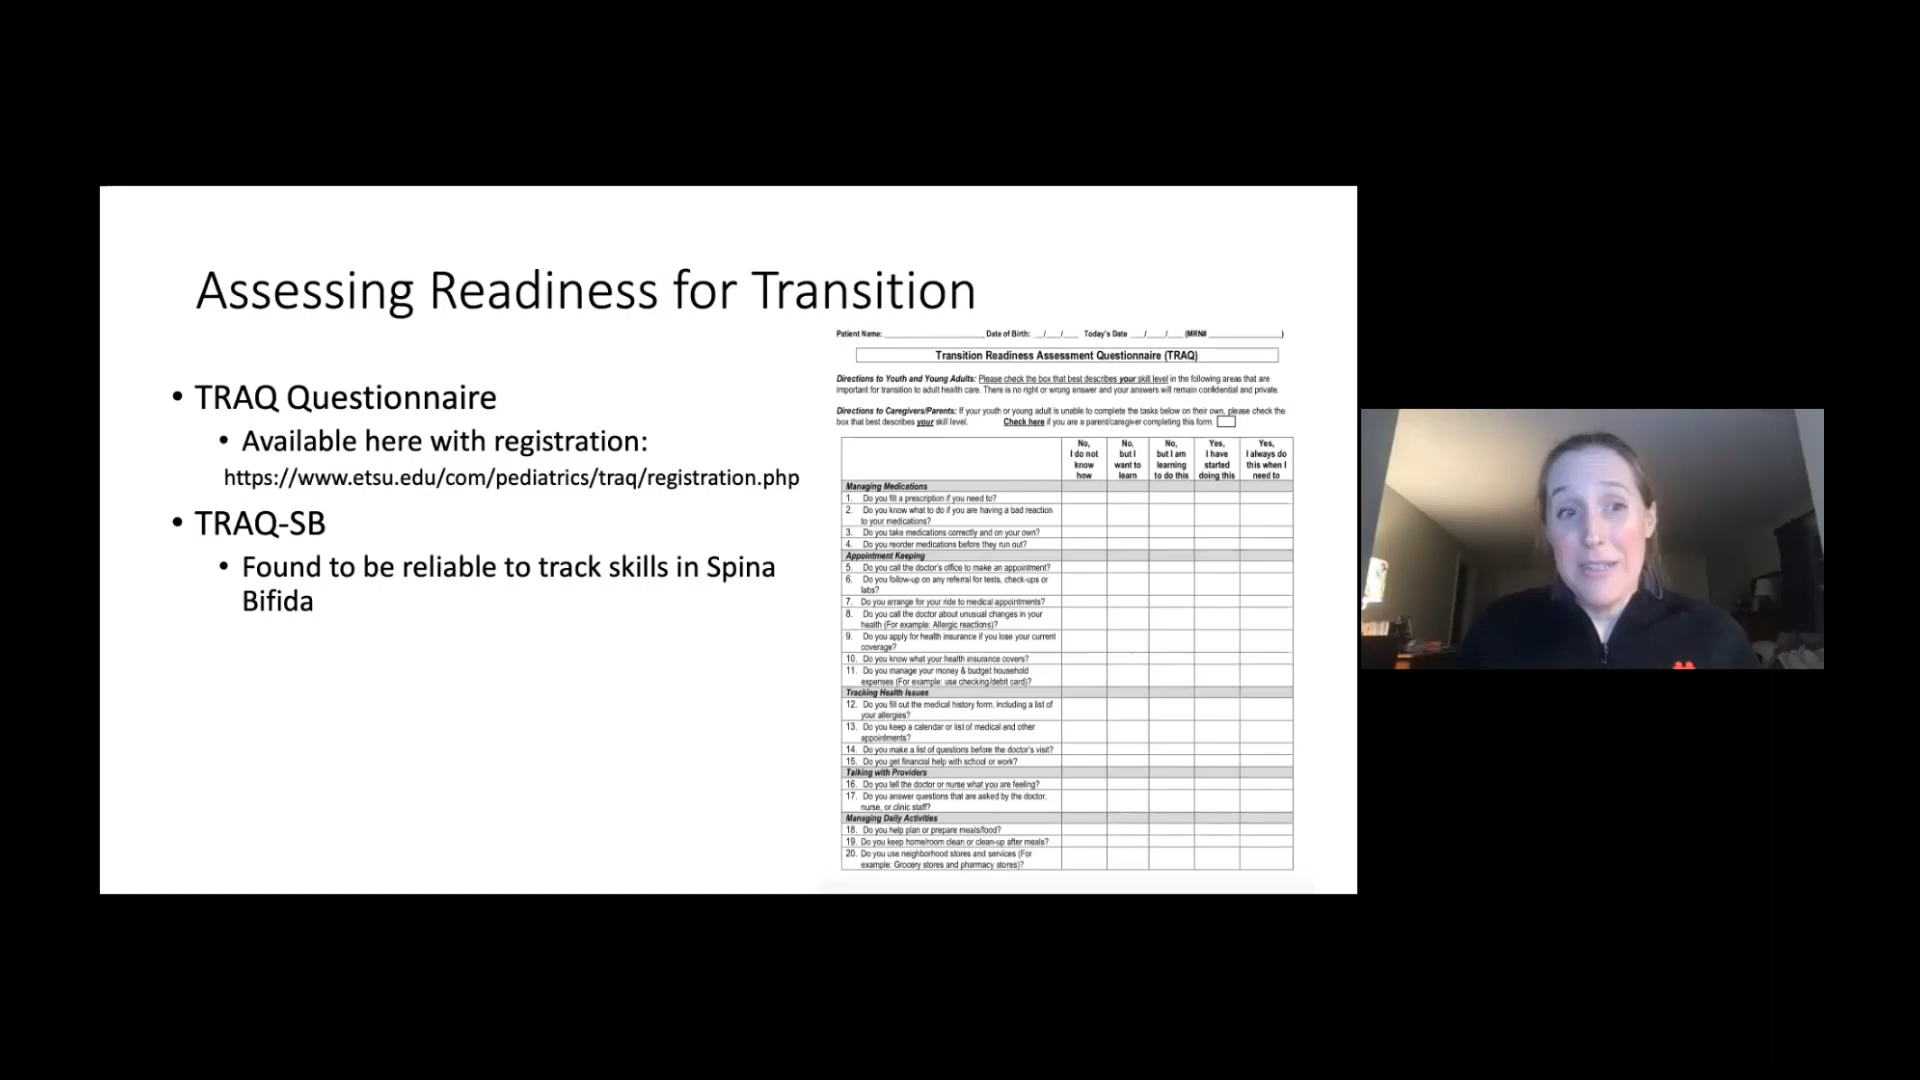 Assessing Readiness for Transition
• TRAQ Questionnaire
• Available here with registration:
https://www.etsu.edu/com/pediatrics/traq/registration.php
• TRAQ-SB
• Found to be reliable to track skills in Spina
Bifida
Patient Name: ______________________ Date of Birth: __/___/___ Today's Date ___/____/___ (MRN# ________________)
Transition Readiness Assessment Questionnaire (TRAQ)
Directions to Youth and Young Adults: Please check the box that best describes your skill level in the following areas that are
important for transition to adult health care. There is no right or wrong answer and your answers will remain confidential and private.
Directions to Caregivers/Parents: If your youth or young adult is unable to complete the tasks below on their own, please check the
box that best describes your skill level. Check here if you are a parent/caregiver completing this form.
No,
I do not
know
how
No,
but I
want to
learn
No,
but I am
learning
to do this
Yes,
I have
started
doing this
Yes,
I always do
this when I
need to
Managing Medications
1. Do you fill a prescription if you need to?
2. Do you know what to do if you are having a bad reaction
to your medications?
3. Do you take medications correctly and on your own?
4. Do you reorder medications before they run out?
Appointment Keeping
5. Do you call the doctor's office to make an appointment?
6. Do you follow-up on any referral for tests, check-ups or
labs?
7. Do you arrange for your ride to medical appointments?
8. Do you call the doctor about unusual changes in your
health (For example: Allergic reactions)?
9. Do you apply for health insurance if you lose your current
coverage?
10. Do you know what your health insurance covers?
11. Do you manage your money & budget household
expenses (For example: use checking/debit card)?
Tracking Health Issues
12. Do you fill out the medical history form, including a list of
your allergies?
13. Do you keep a calendar or list of medical and other
appointments?
14. Do you make a list of questions before the doctor's visit?
15. Do you get financial help with school or work?
Talking with Providers
16. Do you tell the doctor or nurse what you are feeling?
17. Do you answer questions that are asked by the doctor,
nurse, or clinic staff?
Managing Daily Activities
18. Do you help plan or prepare meals/food?
19. Do you keep home/room clean or clean-up after meals?
20. Do you use neighborhood stores and services (For
example: Grocery stores and pharmacy stores)?